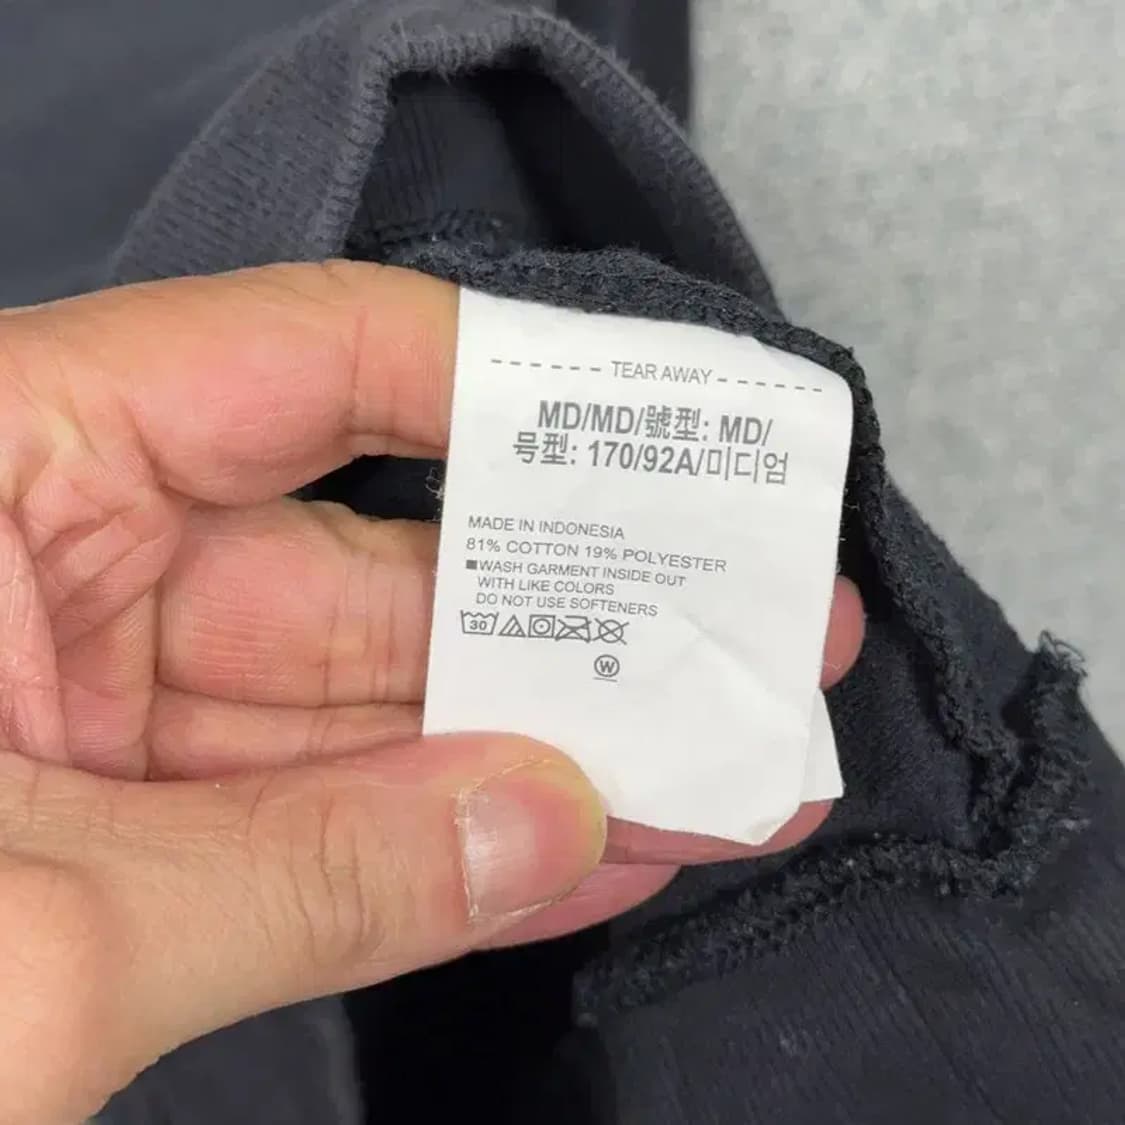 TEAR AWAY
MD/MD/號型: MD/
号型: 170/92A/미디엄
MADE IN INDONESIA
81% COTTON 19% POLYESTER
■WASH GARMENT INSIDE OUT
WITH LIKE COLORS
DO NOT USE SOFTENERS
30
W